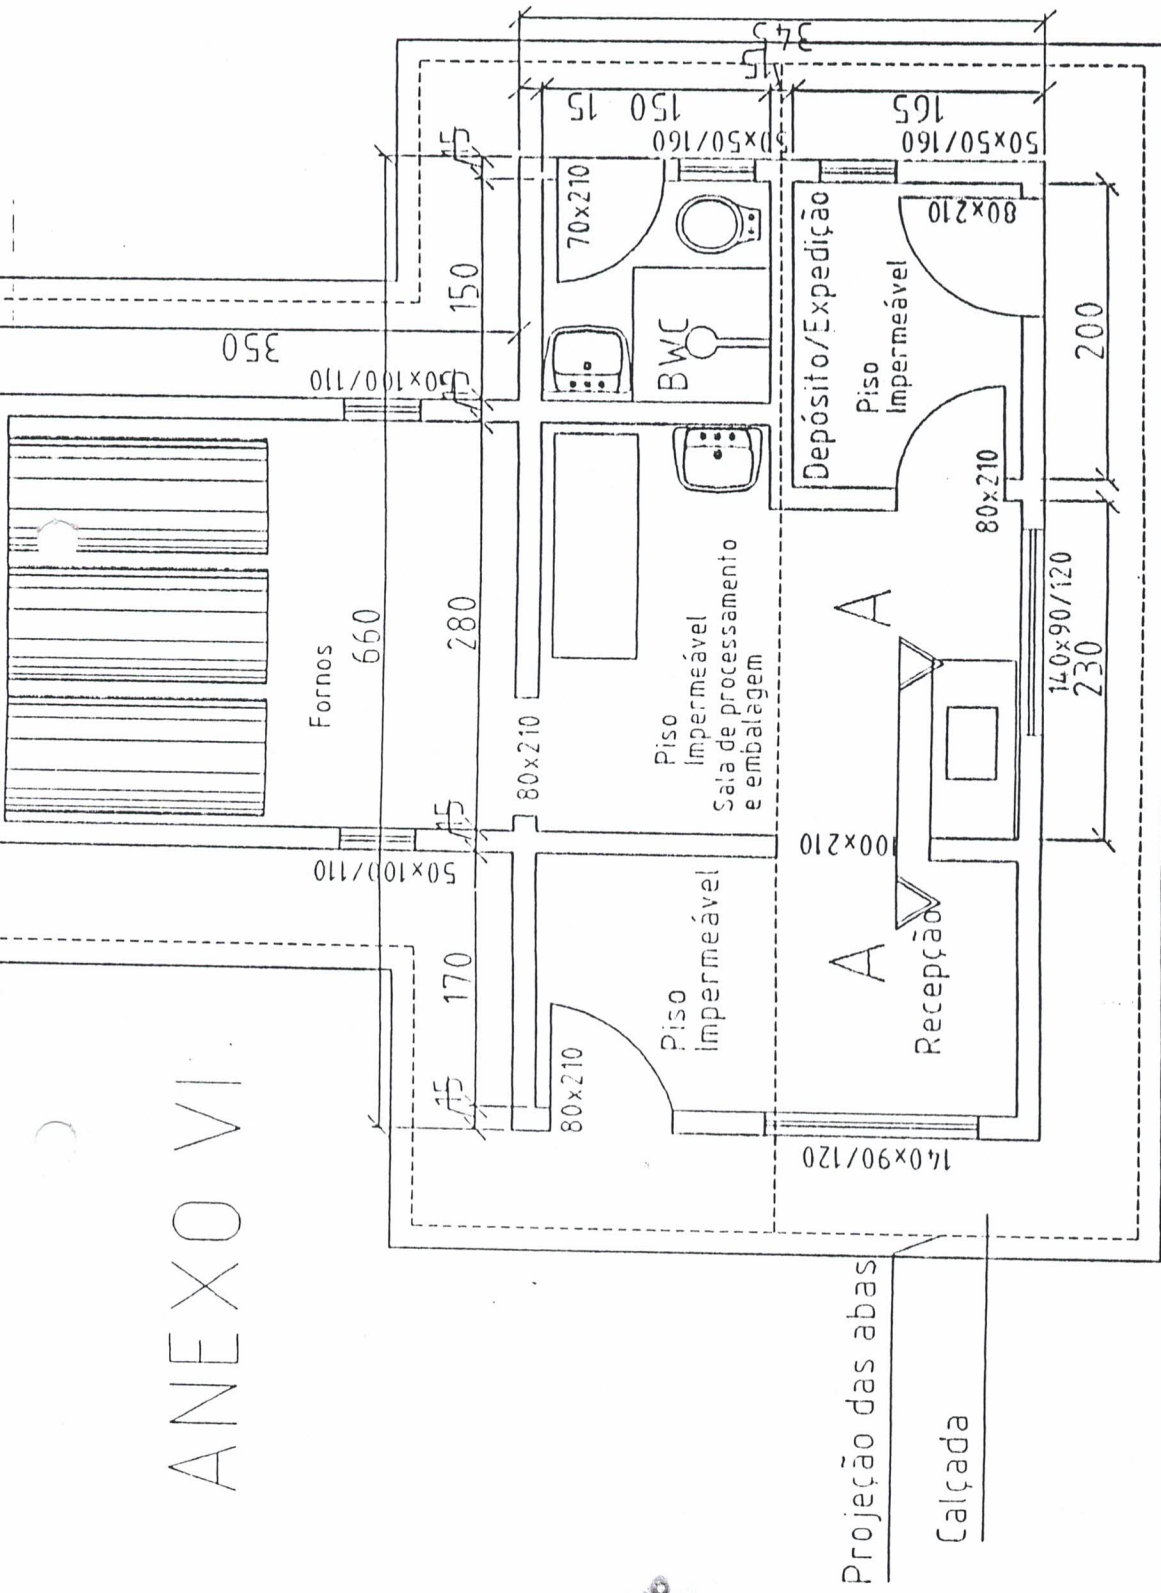 ANEXO VI.
350
50x100/110
50x100/110
Fornos
660
15
170
15
280
15
150
15
80x210
80x210
70x210
BWC
15
150
15
345
165
50x50/160
50x50/160
Piso
Impermeável
Sala de processamento
e embalagem
Piso
Impermeável
Recepção
Depósito/Expedição
Piso
Impermeável
80x210
80x210
A
A
140x90/120
140x90/120
230
200
Projeção das abas
Calçada